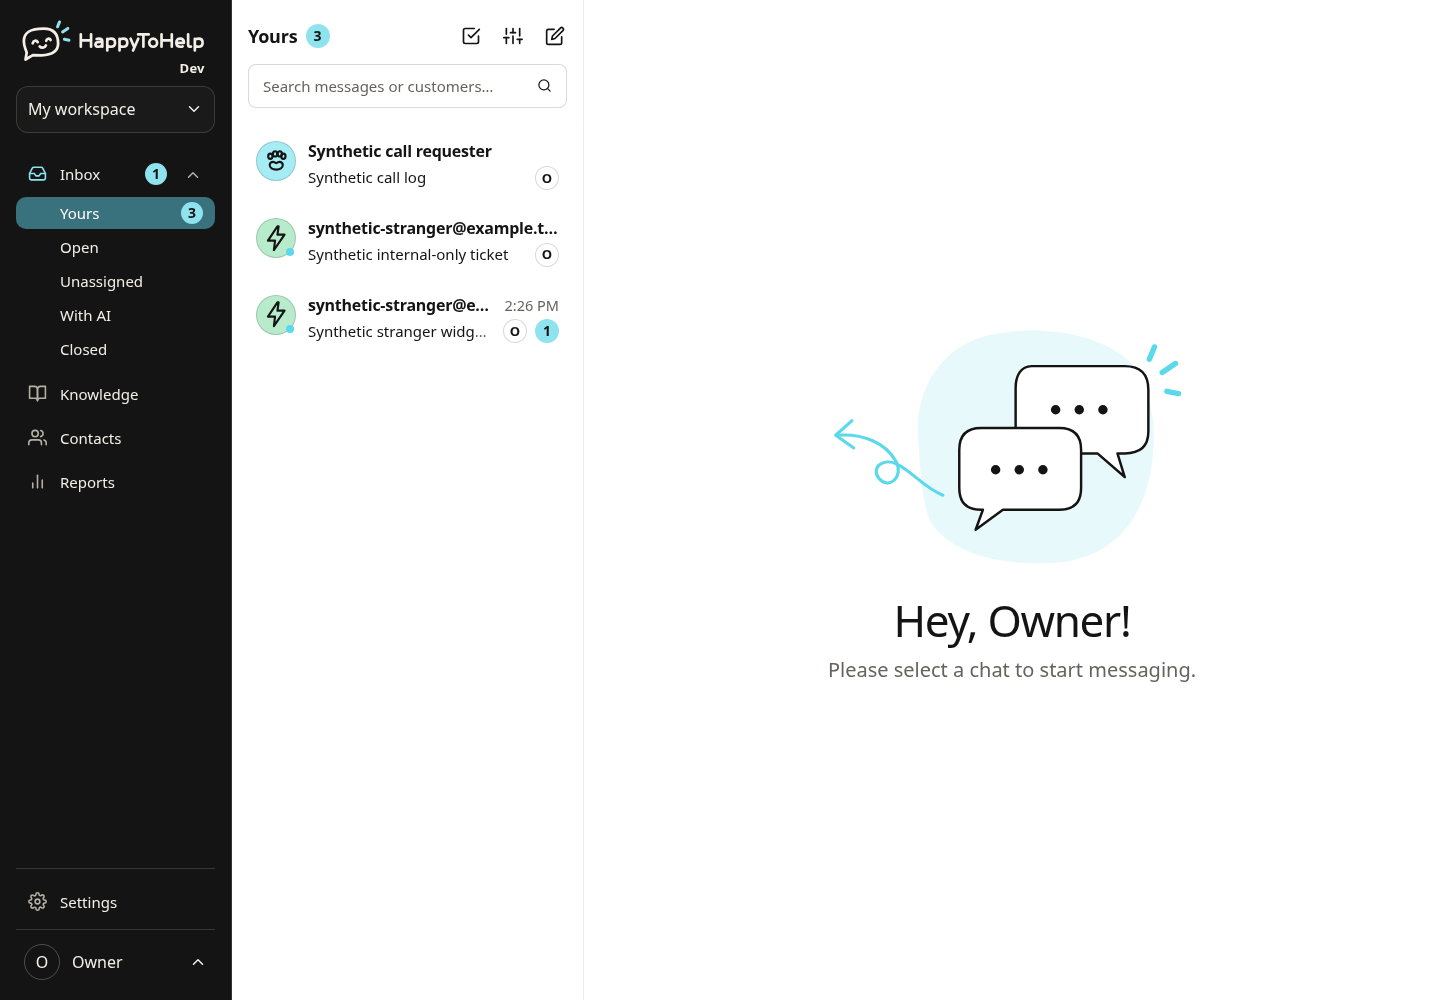 HappyToHelp
Dev
My workspace
Inbox 1
Yours 3
Open
Unassigned
With AI
Closed
Knowledge
Contacts
Reports
Settings
O Owner
Yours 3
Search messages or customers...
Synthetic call requester
Synthetic call log O
synthetic-stranger@example.t...
Synthetic internal-only ticket O
synthetic-stranger@e... 2:26 PM
Synthetic stranger widg... O 1
Hey, Owner!
Please select a chat to start messaging.